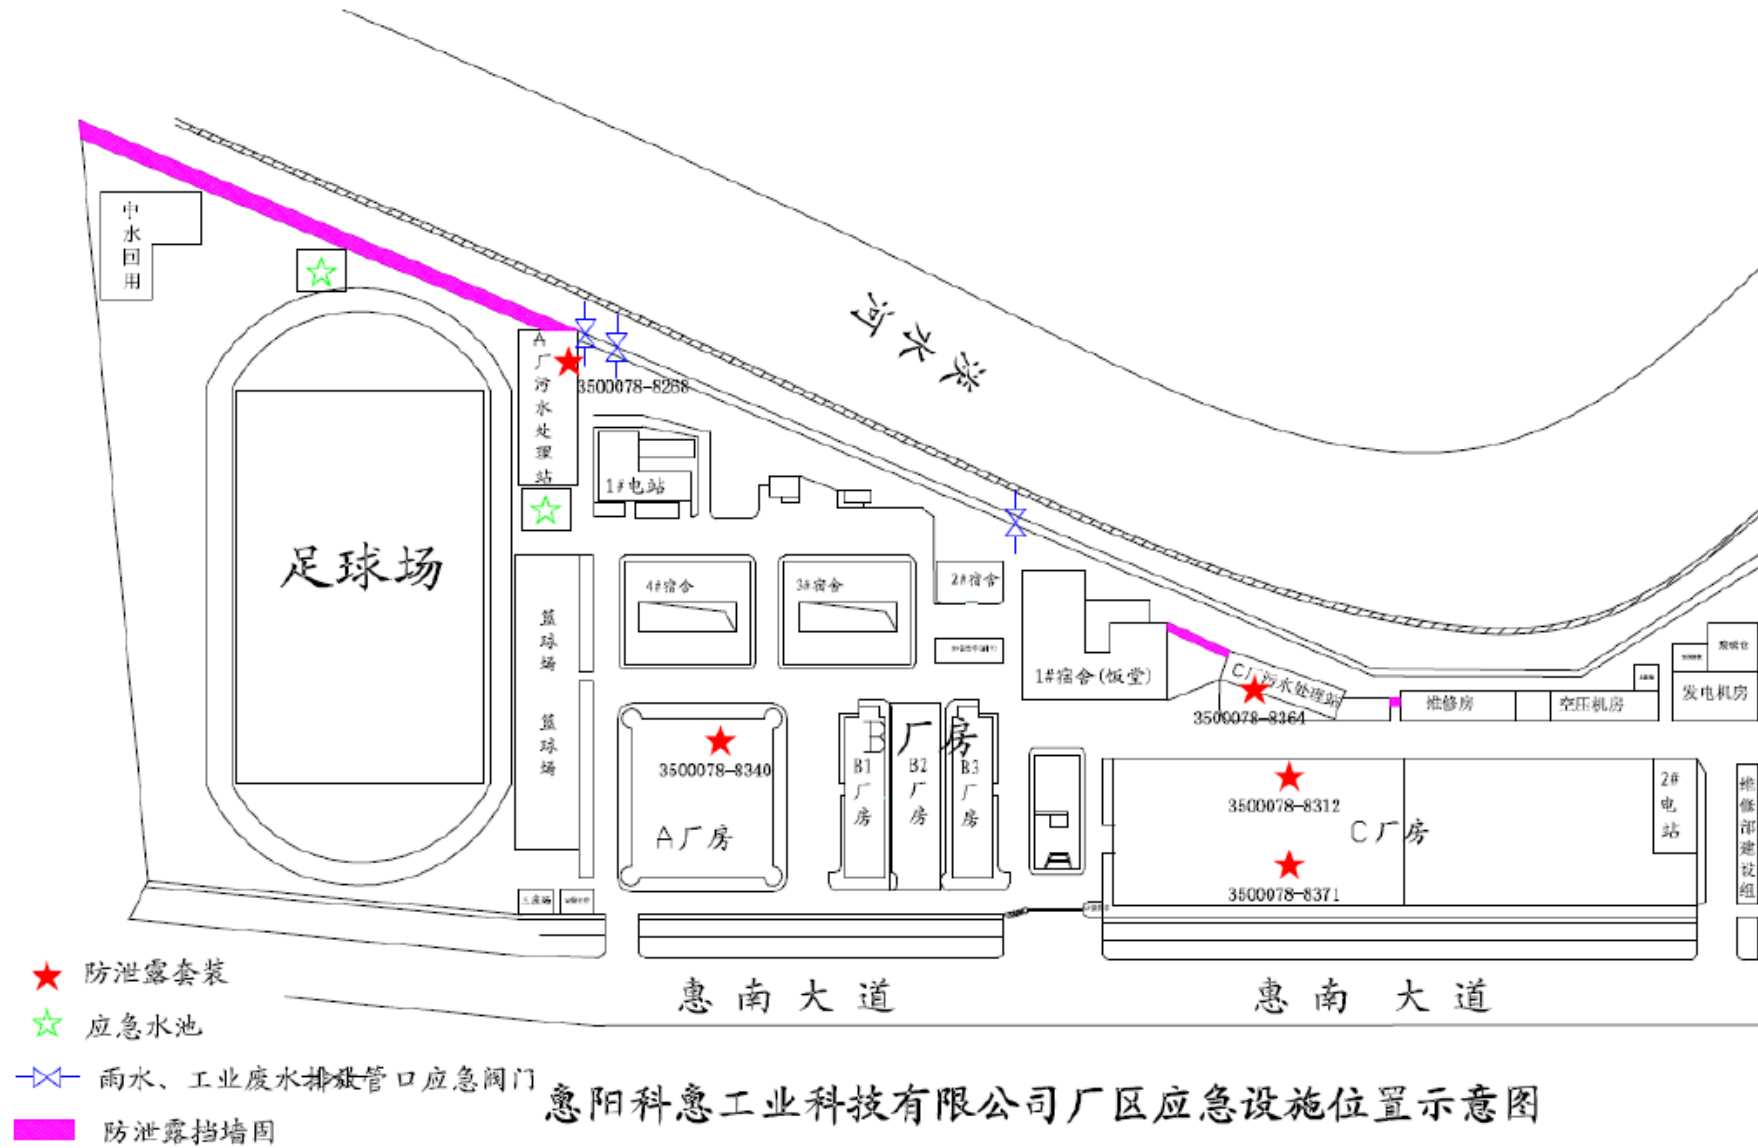 中水回用
淡水河
A厂污水处理站
3500078-8268
1#电站
足球场
4#宿舍
3#宿舍
2#宿舍
篮球场
1#宿舍(饭堂)
C厂污水处理站
3500078-8364
维修房
空压机房
发电机房
篮球场
3500078-8340
A厂房
B厂房
B1厂房
B2厂房
B3厂房
3500078-8312
C厂房
3500078-8371
2#电站
维修部建设组
惠南大道
惠南大道
防泄露套装
应急水池
雨水、工业废水排放管口应急阀门
防泄露挡墙
惠阳科惠工业科技有限公司厂区应急设施位置示意图